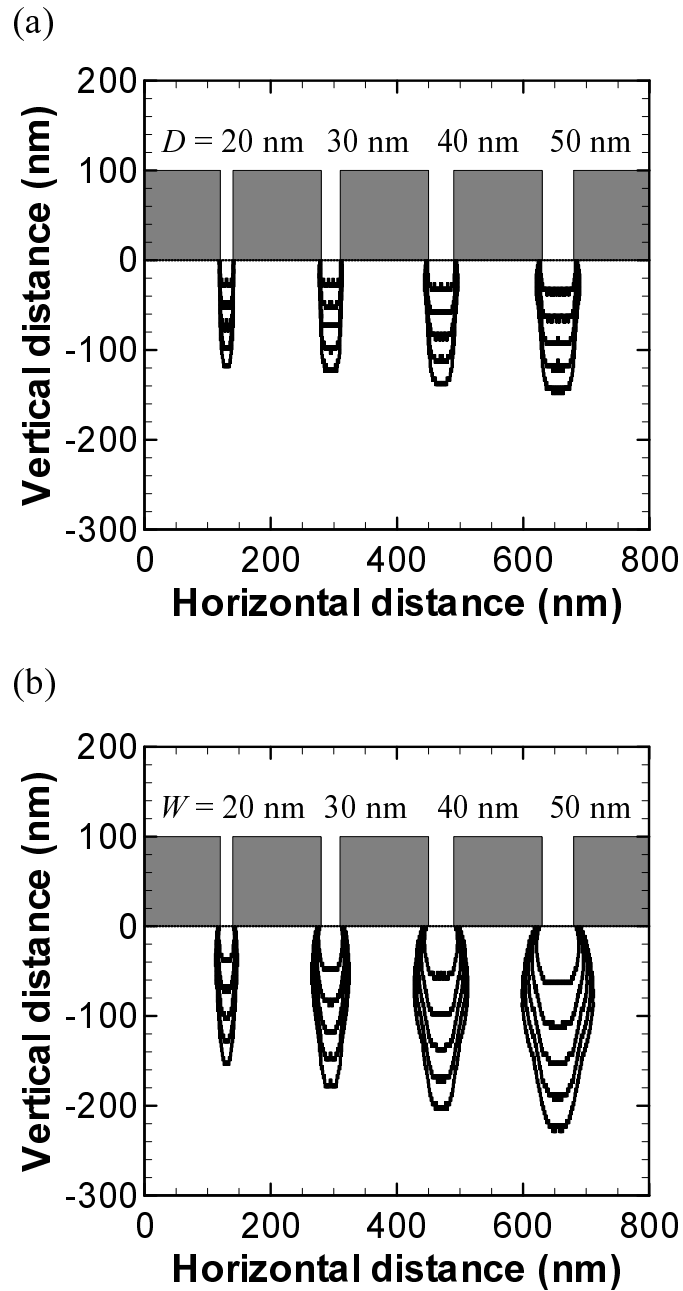 (a)
200
D = 20 nm 30 nm 40 nm 50 nm
100
0
-100
-200
-300
Vertical distance (nm)
0 200 400 600 800
Horizontal distance (nm)
(b)
200
W = 20 nm 30 nm 40 nm 50 nm
100
0
-100
-200
-300
Vertical distance (nm)
0 200 400 600 800
Horizontal distance (nm)